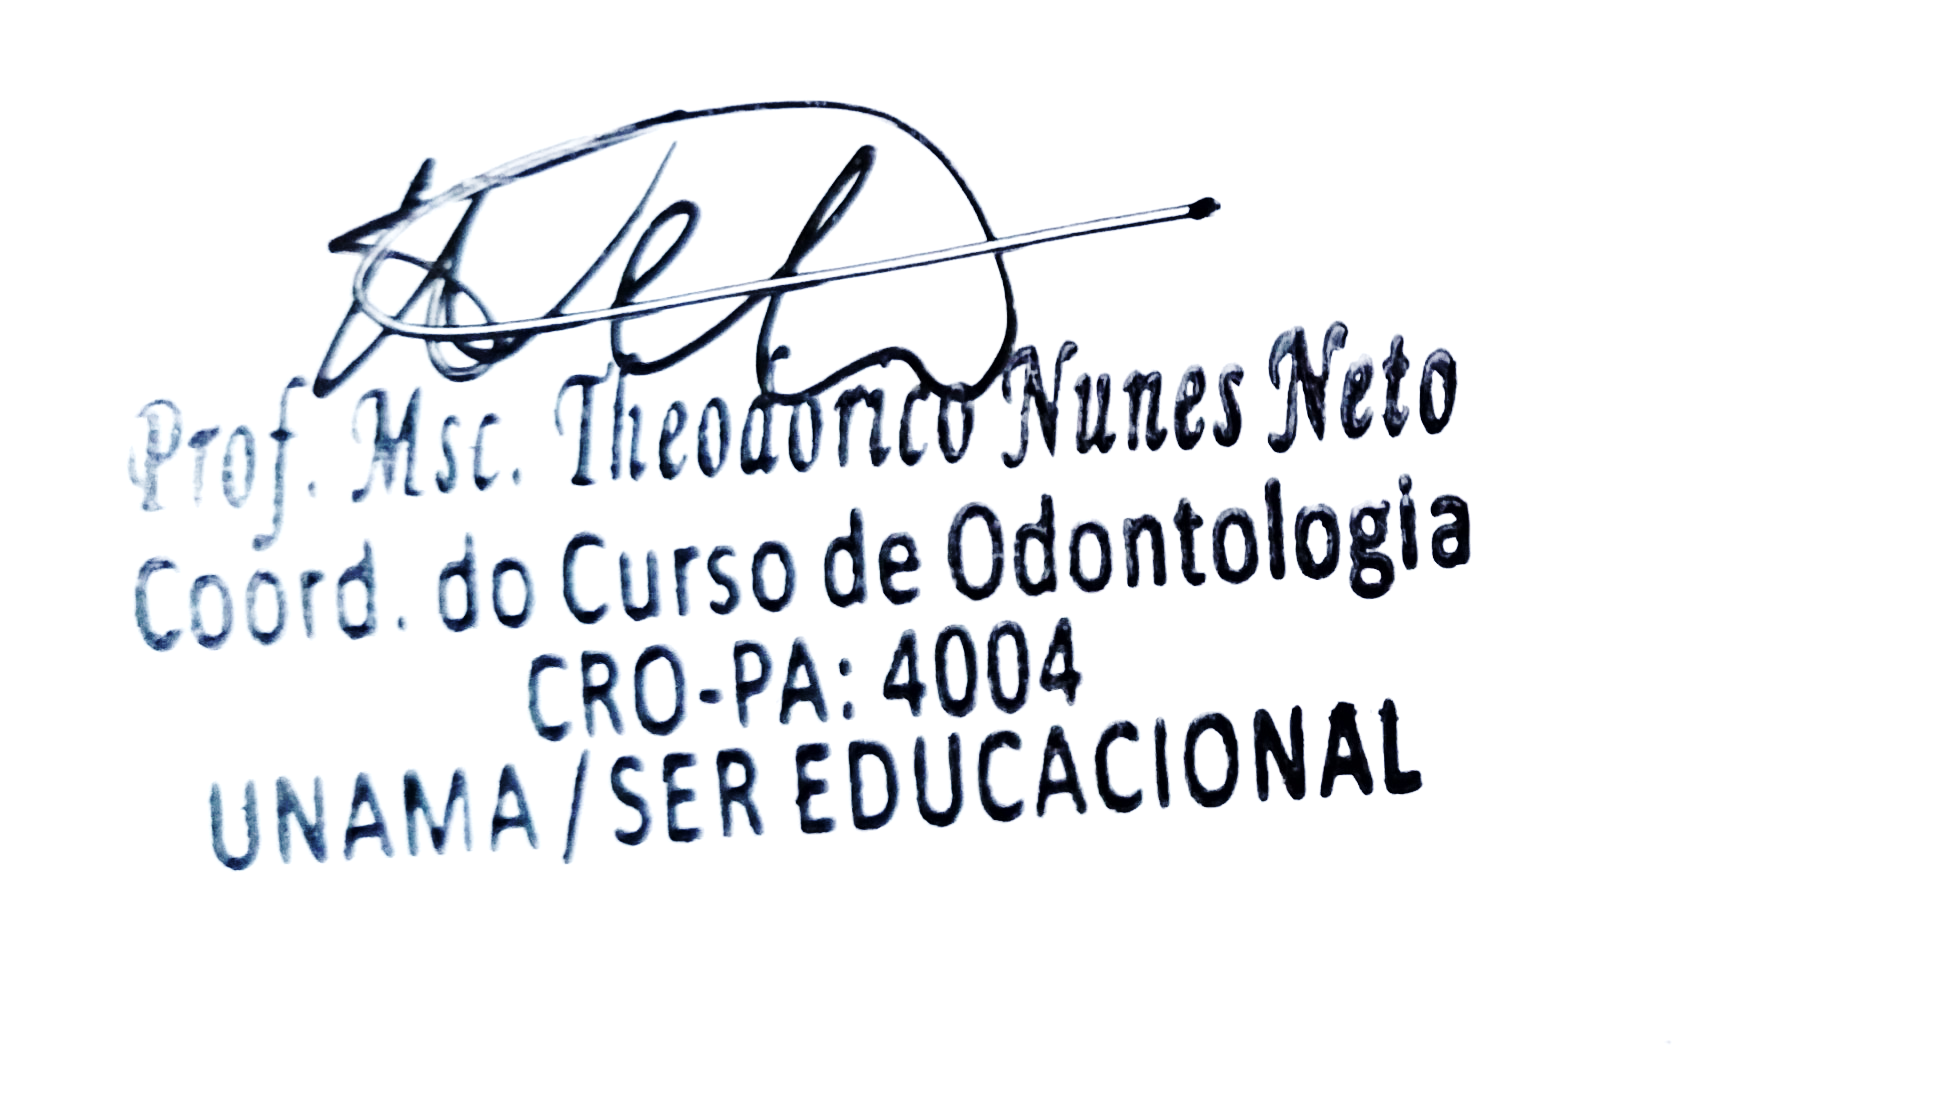 Prof. Msc. Theodorico Nunes Neto
Coord. do Curso de Odontologia
CRO-PA: 4004
UNAMA / SER EDUCACIONAL